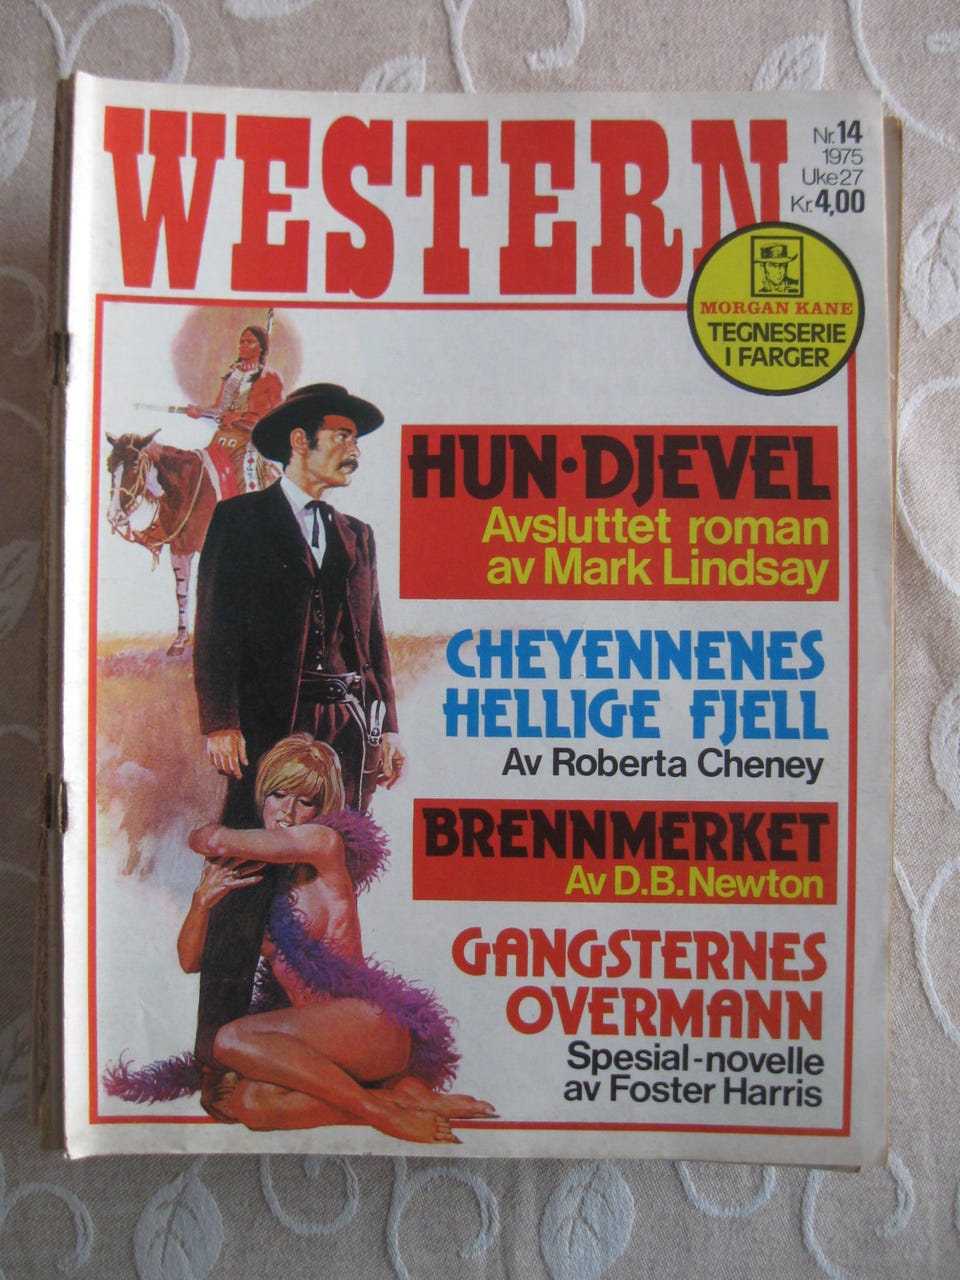 WESTERN
Nr. 14
1975
Uke 27
Kr. 4,00
MORGAN KANE
TEGNESERIE
I FARGER
HUN-DJEVEL
Avsluttet roman
av Mark Lindsay
CHEYENNENES
HELLIGE FJELL
Av Roberta Cheney
BRENNMERKET
Av D.B. Newton
GANGSTERNES
OVERMANN
Spesial-novelle
av Foster Harris